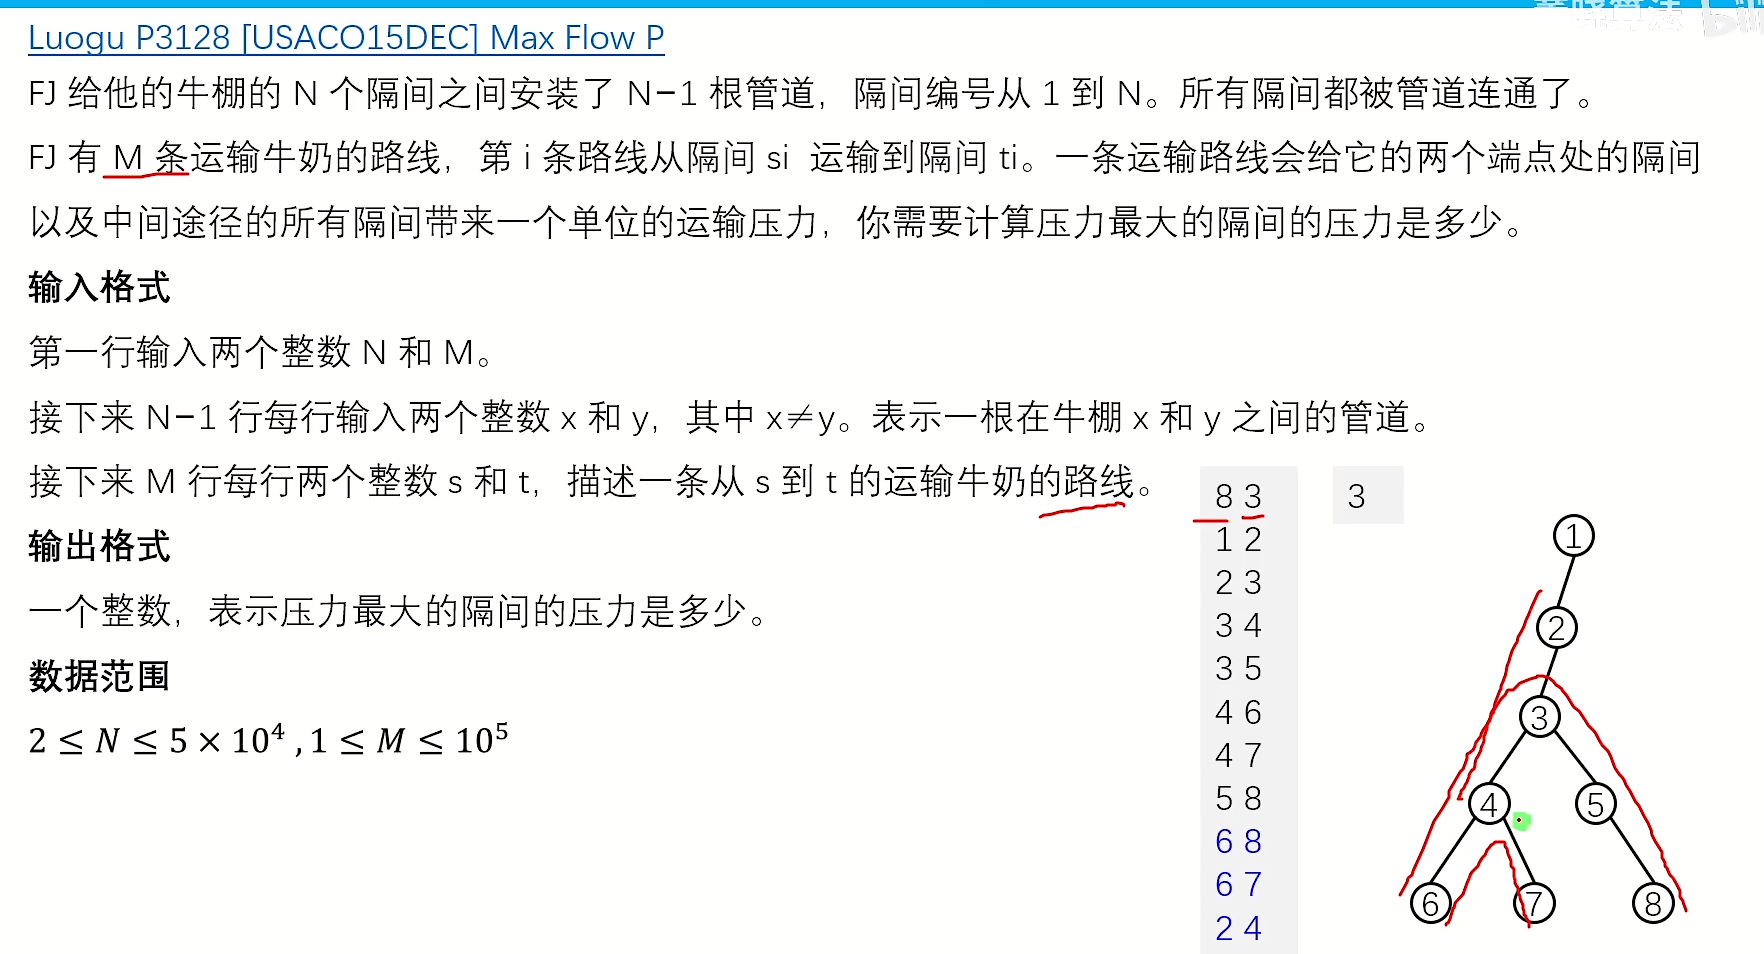 Luogu P3128 [USACO15DEC] Max Flow P
FJ 给他的牛棚的 N 个隔间之间安装了 N−1 根管道，隔间编号从 1 到 N。所有隔间都被管道连通了。
FJ 有 M 条运输牛奶的路线，第 i 条路线从隔间 si 运输到隔间 ti。一条运输路线会给它的两个端点处的隔间
以及中间途径的所有隔间带来一个单位的运输压力，你需要计算压力最大的隔间的压力是多少。
输入格式
第一行输入两个整数 N 和 M。
接下来 N−1 行每行输入两个整数 x 和 y，其中 x≠y。表示一根在牛棚 x 和 y 之间的管道。
接下来 M 行每行两个整数 s 和 t，描述一条从 s 到 t 的运输牛奶的路线。
输出格式
一个整数，表示压力最大的隔间的压力是多少。
数据范围
2 ≤ N ≤ 5 × 10⁴ , 1 ≤ M ≤ 10⁵
8 3
1 2
2 3
3 4
3 5
4 6
4 7
5 8
6 8
6 7
2 4
3
①
②
③
④ ⑤
⑥ ⑦ ⑧